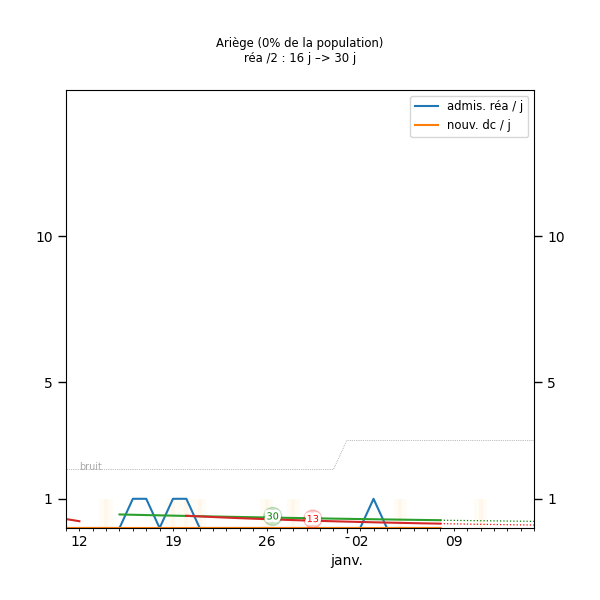 Ariège (0% de la population)
réa /2 : 16 j –> 30 j
admis. réa / j
nouv. dc / j
10 10
5 5
bruit
1 1
30 13
12 19 26 02 09
janv.